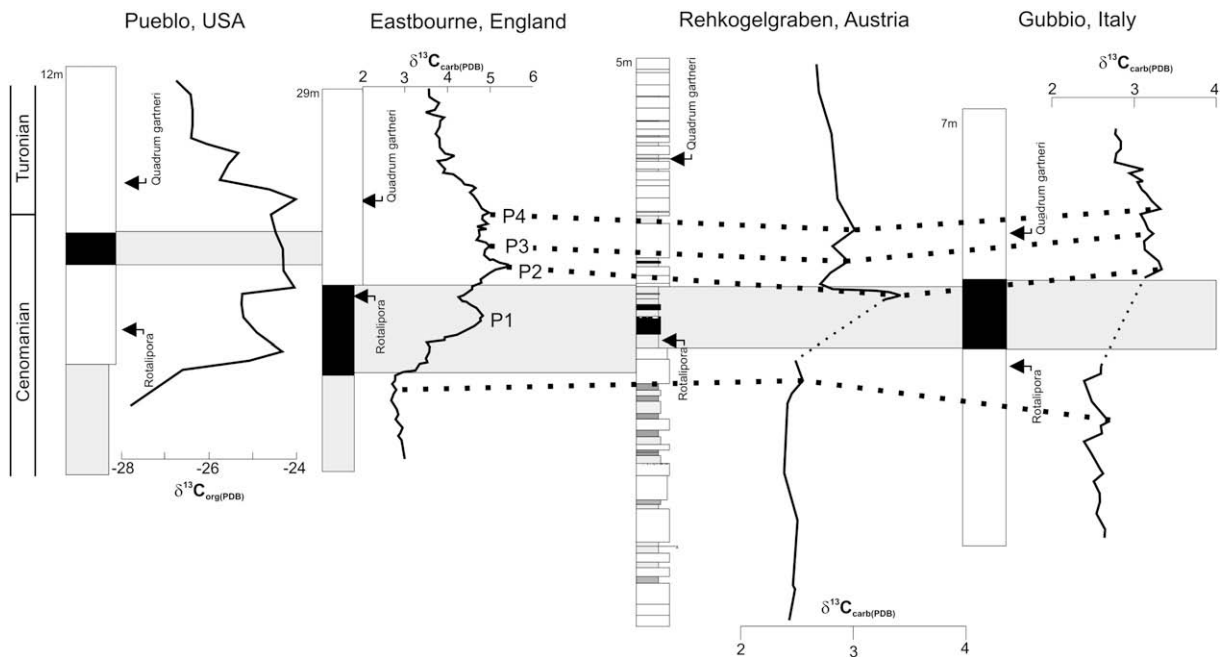 Pueblo, USA
Eastbourne, England
Rehkogelgraben, Austria
Gubbio, Italy
Turonian
Cenomanian
12m
Quadrum gartneri
Rotalipora
-28 -26 -24
δ13Corg(PDB)
δ13Ccarb(PDB)
2 3 4 5 6
29m
Quadrum gartneri
Rotalipora
P4
P3
P2
P1
5m
Quadrum gartneri
Rotalipora
δ13Ccarb(PDB)
2 3 4
δ13Ccarb(PDB)
2 3 4
7m
Quadrum gartneri
Rotalipora